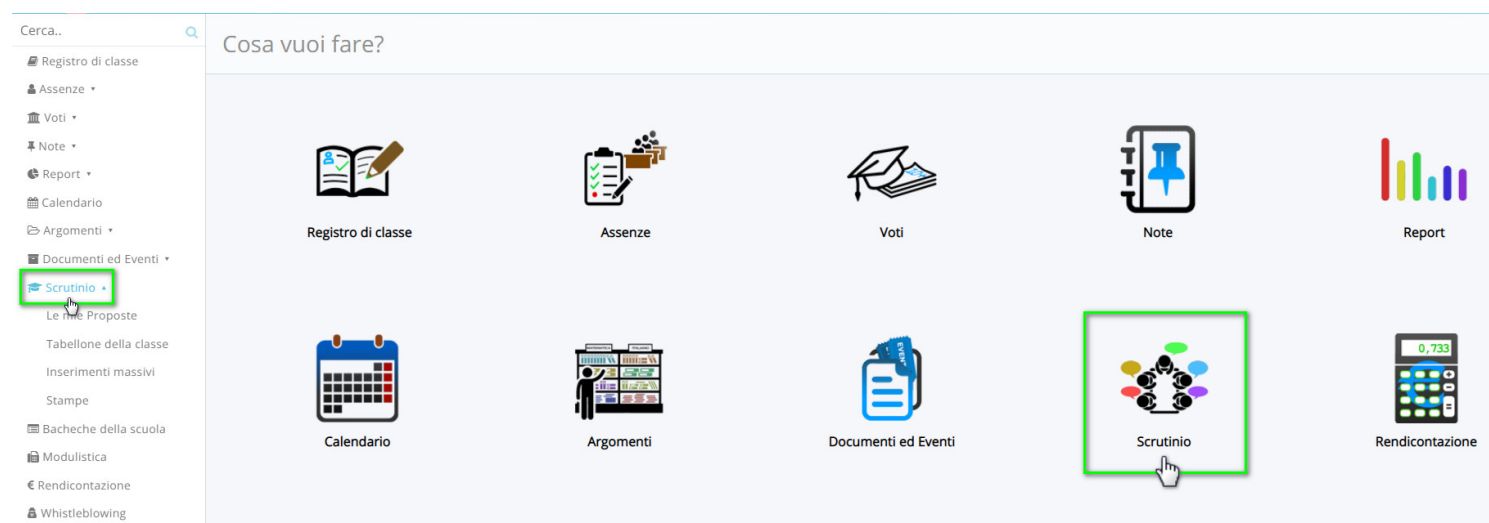 Cerca..
Registro di classe
Assenze
Voti
Note
Report
Calendario
Argomenti
Documenti ed Eventi
Scrutinio
Le mie Proposte
Tabellone della classe
Inserimenti massivi
Stampe
Bacheche della scuola
Modulistica
Rendicontazione
Whistleblowing
Cosa vuoi fare?
Registro di classe
Assenze
Voti
Note
Report
EVENT
0,733
Calendario
Argomenti
Documenti ed Eventi
Scrutinio
Rendicontazione